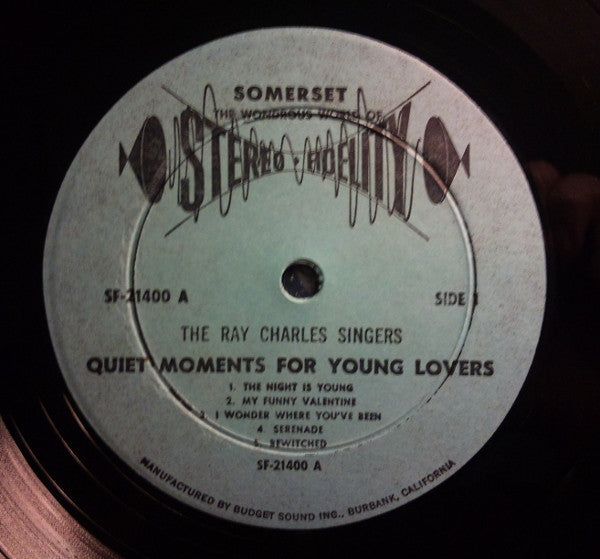 SOMERSET
THE WONDROUS WORLD OF
STEREO - FIDELITY
SF-21400 A
SIDE 1
THE RAY CHARLES SINGERS
QUIET MOMENTS FOR YOUNG LOVERS
1. THE NIGHT IS YOUNG
2. MY FUNNY VALENTINE
3. I WONDER WHERE YOU'VE BEEN
4. SERENADE
5. BEWITCHED
SF-21400 A
MANUFACTURED BY BUDGET SOUND INC., BURBANK, CALIFORNIA